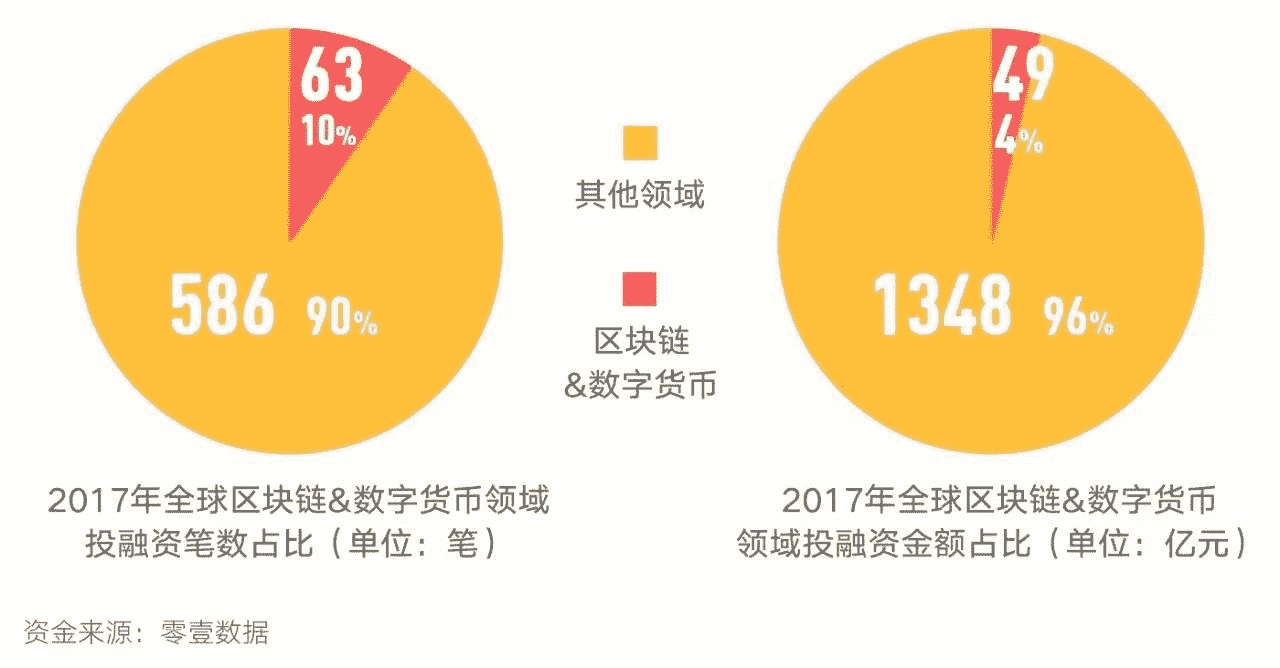 63
10%
586 90%
其他领域
区块链
&数字货币
49
4%
1348 96%
2017年全球区块链&数字货币领域
投融资笔数占比（单位：笔）
2017年全球区块链&数字货币
领域投融资金额占比（单位：亿元）
资金来源：零壹数据